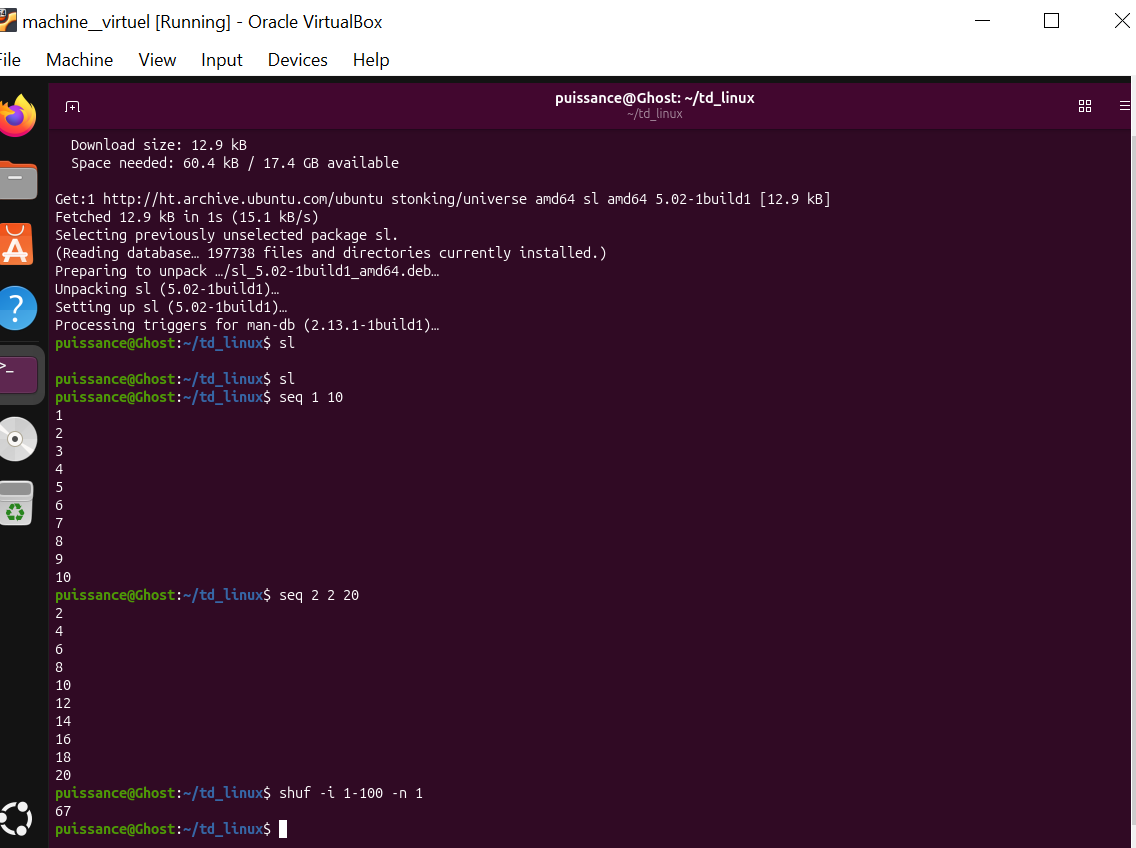 machine__virtuel [Running] - Oracle VirtualBox
File Machine View Input Devices Help
puissance@Ghost: ~/td_linux
~/td_linux
Download size: 12.9 kB
Space needed: 60.4 kB / 17.4 GB available
Get:1 http://ht.archive.ubuntu.com/ubuntu stonking/universe amd64 sl amd64 5.02-1build1 [12.9 kB]
Fetched 12.9 kB in 1s (15.1 kB/s)
Selecting previously unselected package sl.
(Reading database… 197738 files and directories currently installed.)
Preparing to unpack …/sl_5.02-1build1_amd64.deb…
Unpacking sl (5.02-1build1)…
Setting up sl (5.02-1build1)…
Processing triggers for man-db (2.13.1-1build1)…
puissance@Ghost:~/td_linux$ sl
puissance@Ghost:~/td_linux$ sl
puissance@Ghost:~/td_linux$ seq 1 10
1
2
3
4
5
6
7
8
9
10
puissance@Ghost:~/td_linux$ seq 2 2 20
2
4
6
8
10
12
14
16
18
20
puissance@Ghost:~/td_linux$ shuf -i 1-100 -n 1
67
puissance@Ghost:~/td_linux$